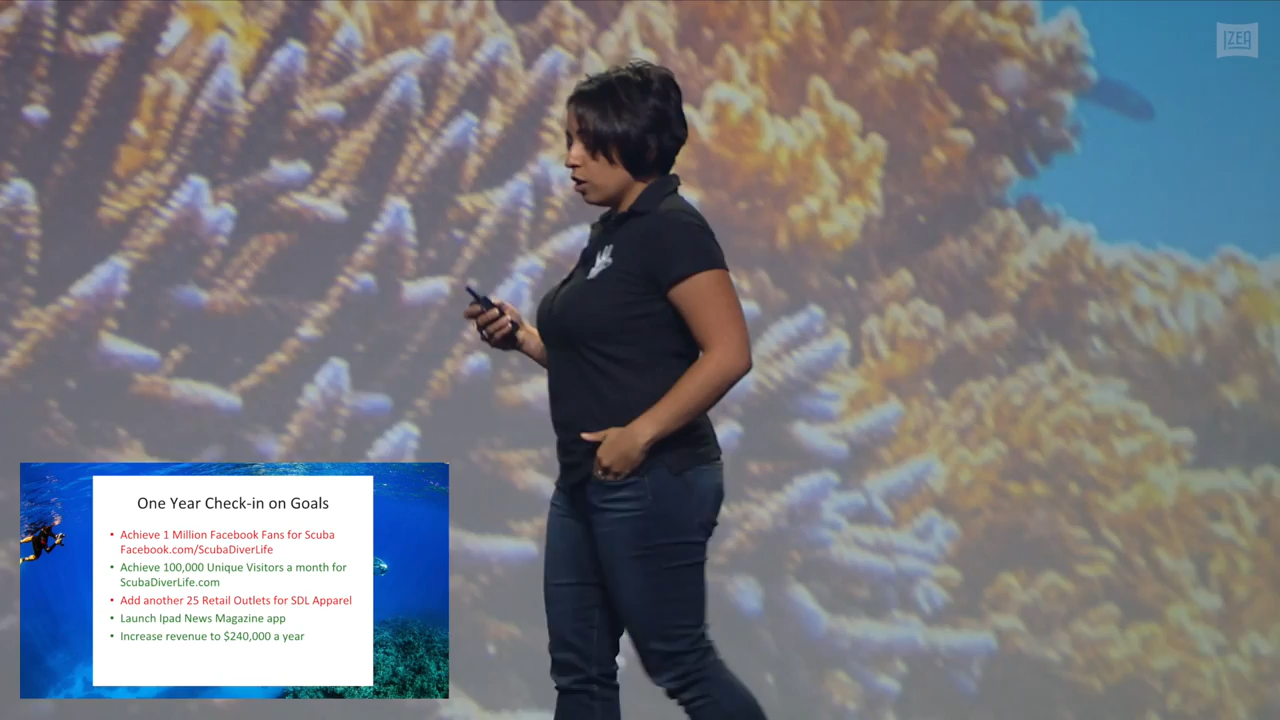 IZEA
One Year Check-in on Goals
• Achieve 1 Million Facebook Fans for Scuba
Facebook.com/ScubaDiverLife
• Achieve 100,000 Unique Visitors a month for
ScubaDiverLife.com
• Add another 25 Retail Outlets for SDL Apparel
• Launch Ipad News Magazine app
• Increase revenue to $240,000 a year